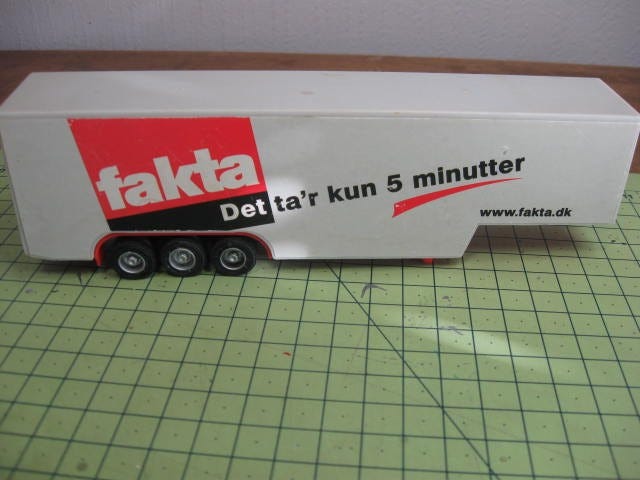 fakta
Det ta'r kun 5 minutter
www.fakta.dk